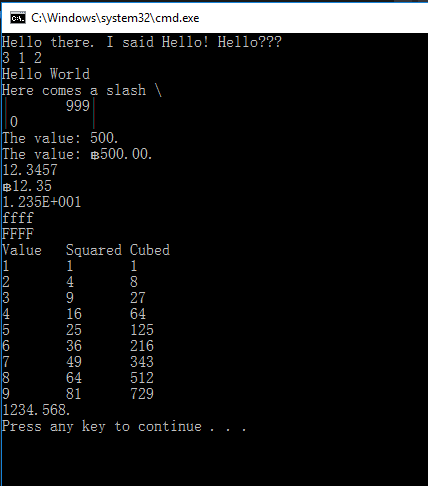 C:\Windows\system32\cmd.exe
Hello there. I said Hello! Hello???
3 1 2
Hello World
Here comes a slash \
|       999|
|0         |
The value: 500.
The value: ฿500.00.
12.3457
฿12.35
1.235E+001
ffff
FFFF
Value   Squared Cubed
1       1       1
2       4       8
3       9       27
4       16      64
5       25      125
6       36      216
7       49      343
8       64      512
9       81      729
1234.568.
Press any key to continue . . .